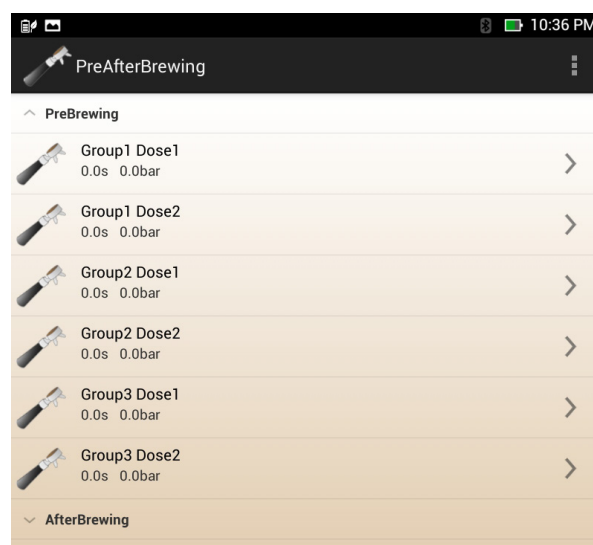 10:36 PM
PreAfterBrewing
PreBrewing
Group1 Dose1
0.0s 0.0bar
Group1 Dose2
0.0s 0.0bar
Group2 Dose1
0.0s 0.0bar
Group2 Dose2
0.0s 0.0bar
Group3 Dose1
0.0s 0.0bar
Group3 Dose2
0.0s 0.0bar
AfterBrewing